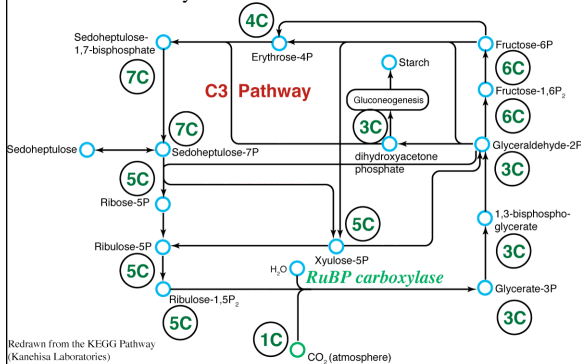 4C
Sedoheptulose-
1,7-bisphosphate
Erythrose-4P
Fructose-6P
Starch
7C
6C
C3 Pathway
Gluconeogenesis
Fructose-1,6P2
7C
3C
6C
Sedoheptulose
Sedoheptulose-7P
dihydroxyacetone
phosphate
Glyceraldehyde-2P
5C
3C
Ribose-5P
5C
1,3-bisphospho-
glycerate
Ribulose-5P
Xyulose-5P
3C
5C
H2O
RuBP carboxylase
Glycerate-3P
Ribulose-1,5P2
5C
3C
1C
CO2 (atmosphere)
Redrawn from the KEGG Pathway
(Kanehisa Laboratories)